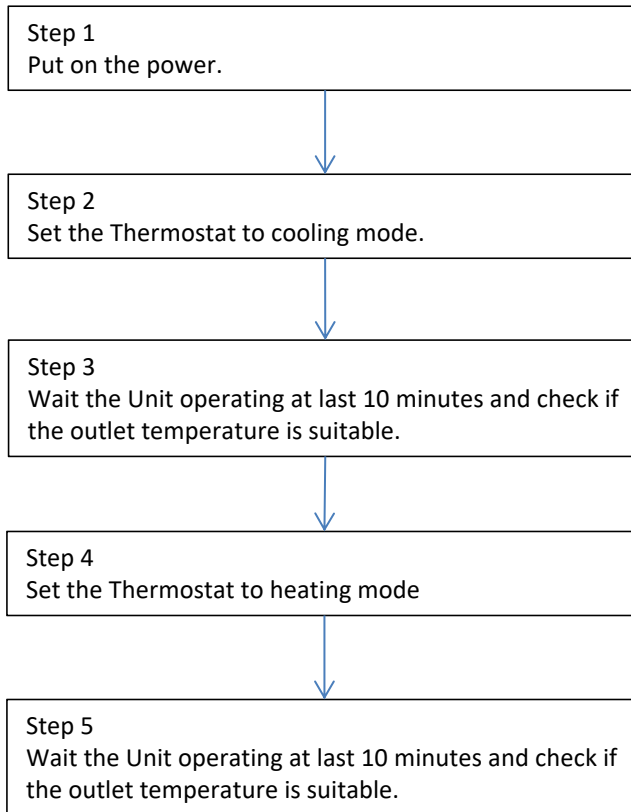 Step 1
Put on the power.
Step 2
Set the Thermostat to cooling mode.
Step 3
Wait the Unit operating at last 10 minutes and check if
the outlet temperature is suitable.
Step 4
Set the Thermostat to heating mode
Step 5
Wait the Unit operating at last 10 minutes and check if
the outlet temperature is suitable.